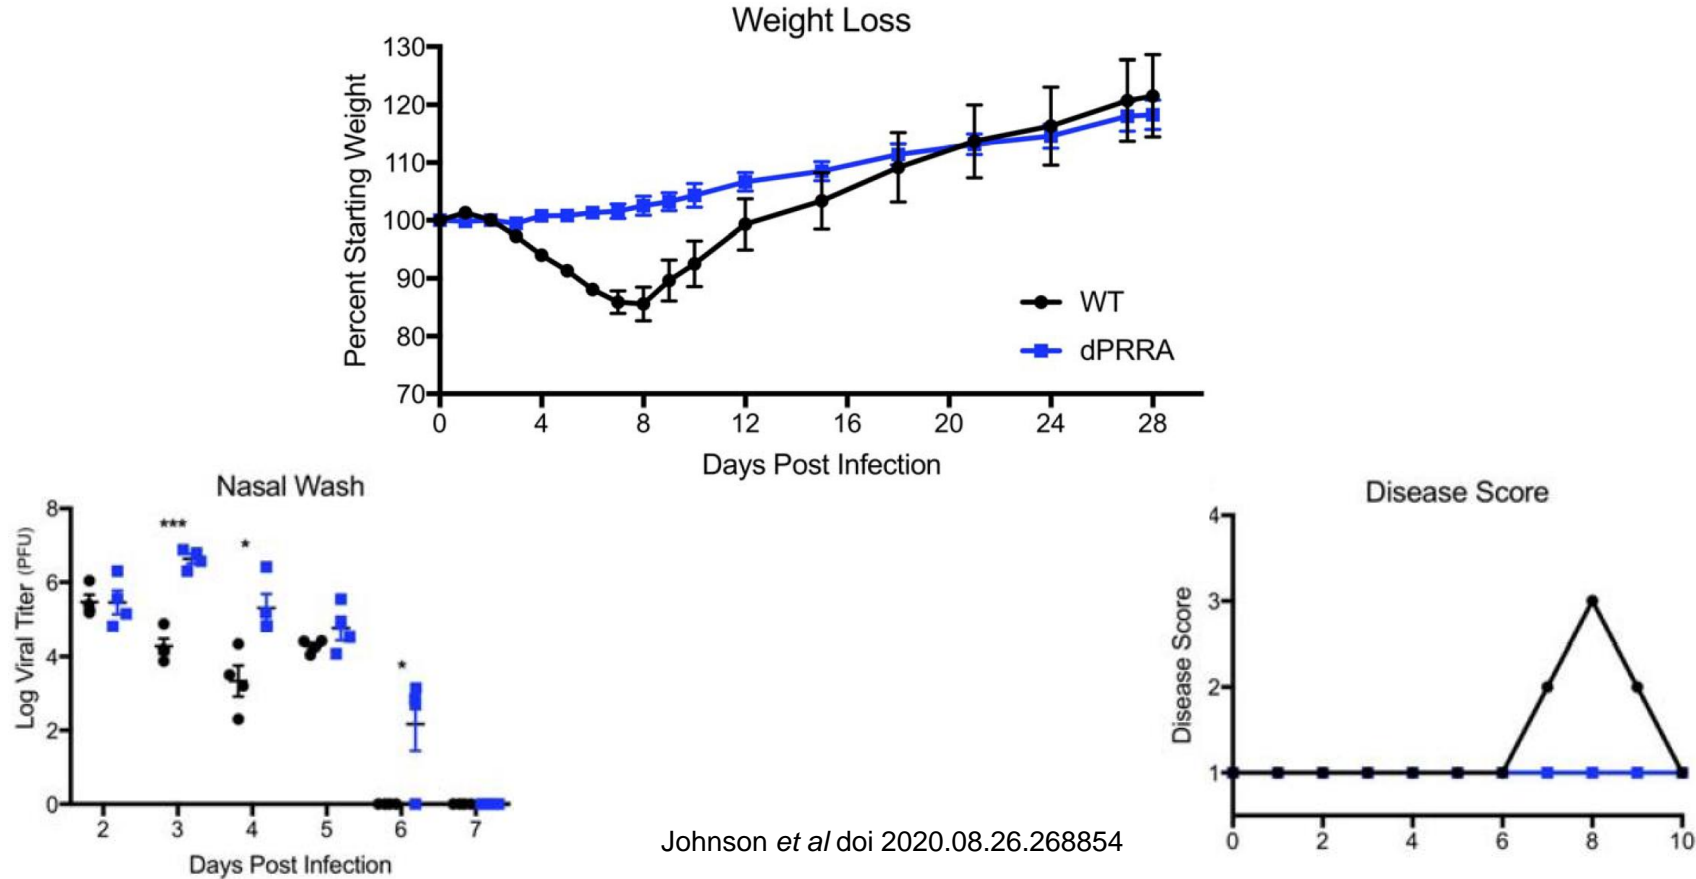 Weight Loss
Percent Starting Weight
130
120
110
100
90
80
70
0 4 8 12 16 20 24 28
Days Post Infection
WT
dPRRA
Nasal Wash
Log Viral Titer (PFU)
8
6
4
2
0
***
*
*
2 3 4 5 6 7
Days Post Infection
Disease Score
Disease Score
4
3
2
1
0 2 4 6 8 10
Johnson et al doi 2020.08.26.268854